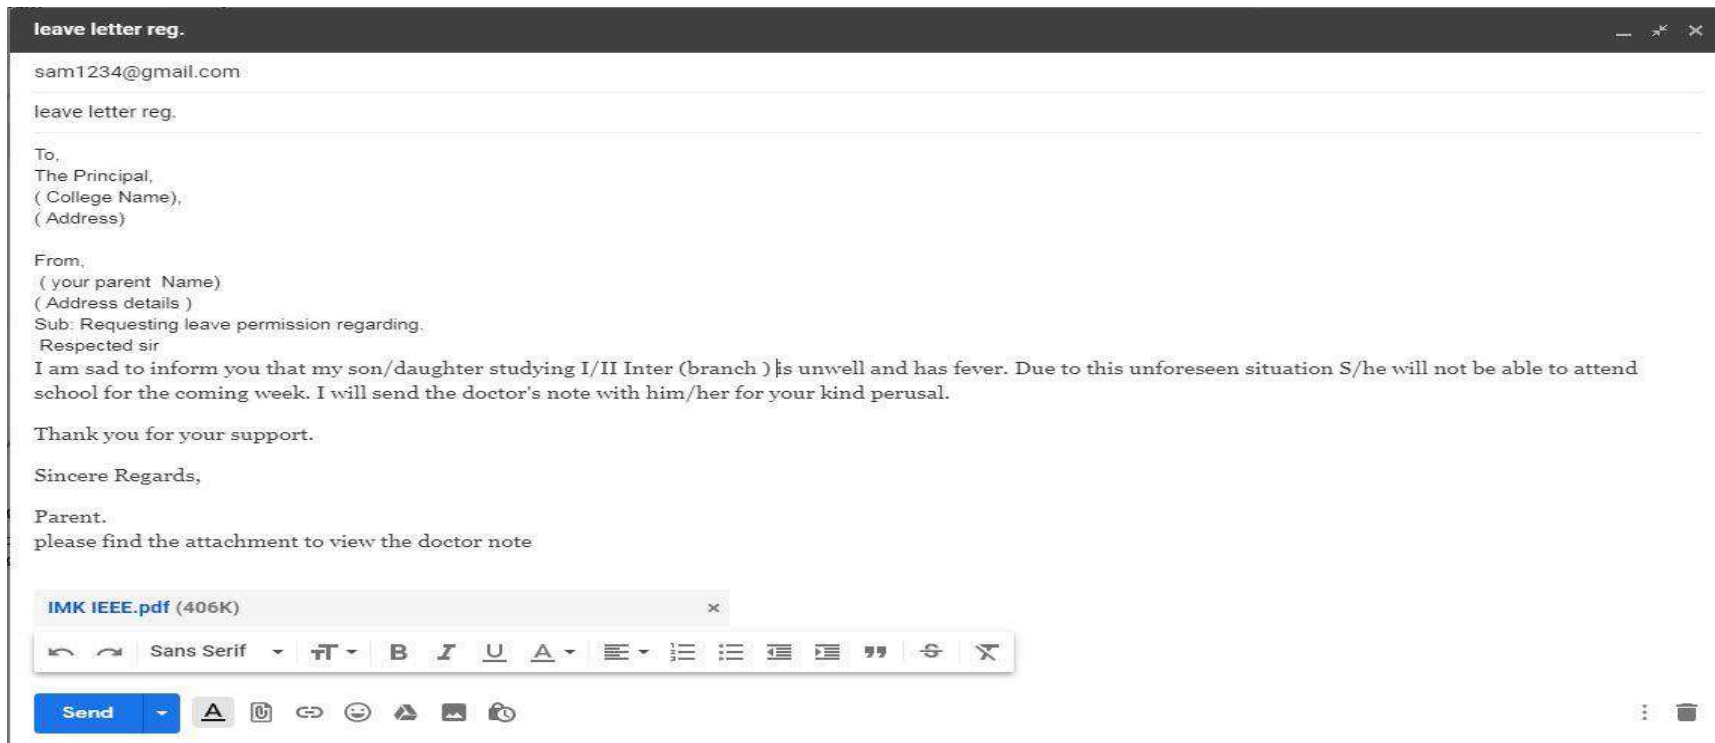 leave letter reg.
sam1234@gmail.com
leave letter reg.
To,
The Principal,
( College Name),
( Address)
From,
( your parent  Name)
( Address details )
Sub: Requesting leave permission regarding.
Respected sir
I am sad to inform you that my son/daughter studying I/II Inter (branch ) is unwell and has fever. Due to this unforeseen situation S/he will not be able to attend
school for the coming week. I will send the doctor's note with him/her for your kind perusal.
Thank you for your support.
Sincere Regards,
Parent.
please find the attachment to view the doctor note
IMK IEEE.pdf (406K)
Sans Serif
Send